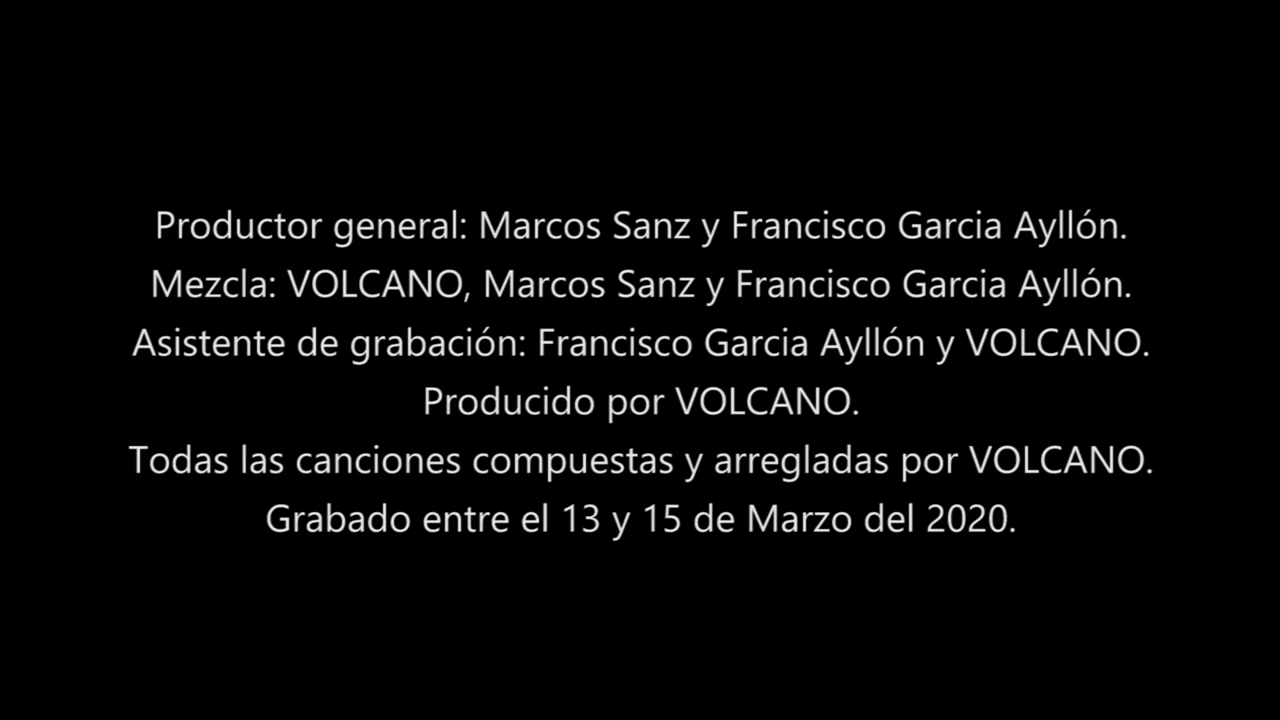 Productor general: Marcos Sanz y Francisco Garcia Ayllón.
Mezcla: VOLCANO, Marcos Sanz y Francisco Garcia Ayllón.
Asistente de grabación: Francisco Garcia Ayllón y VOLCANO.
Producido por VOLCANO.
Todas las canciones compuestas y arregladas por VOLCANO.
Grabado entre el 13 y 15 de Marzo del 2020.